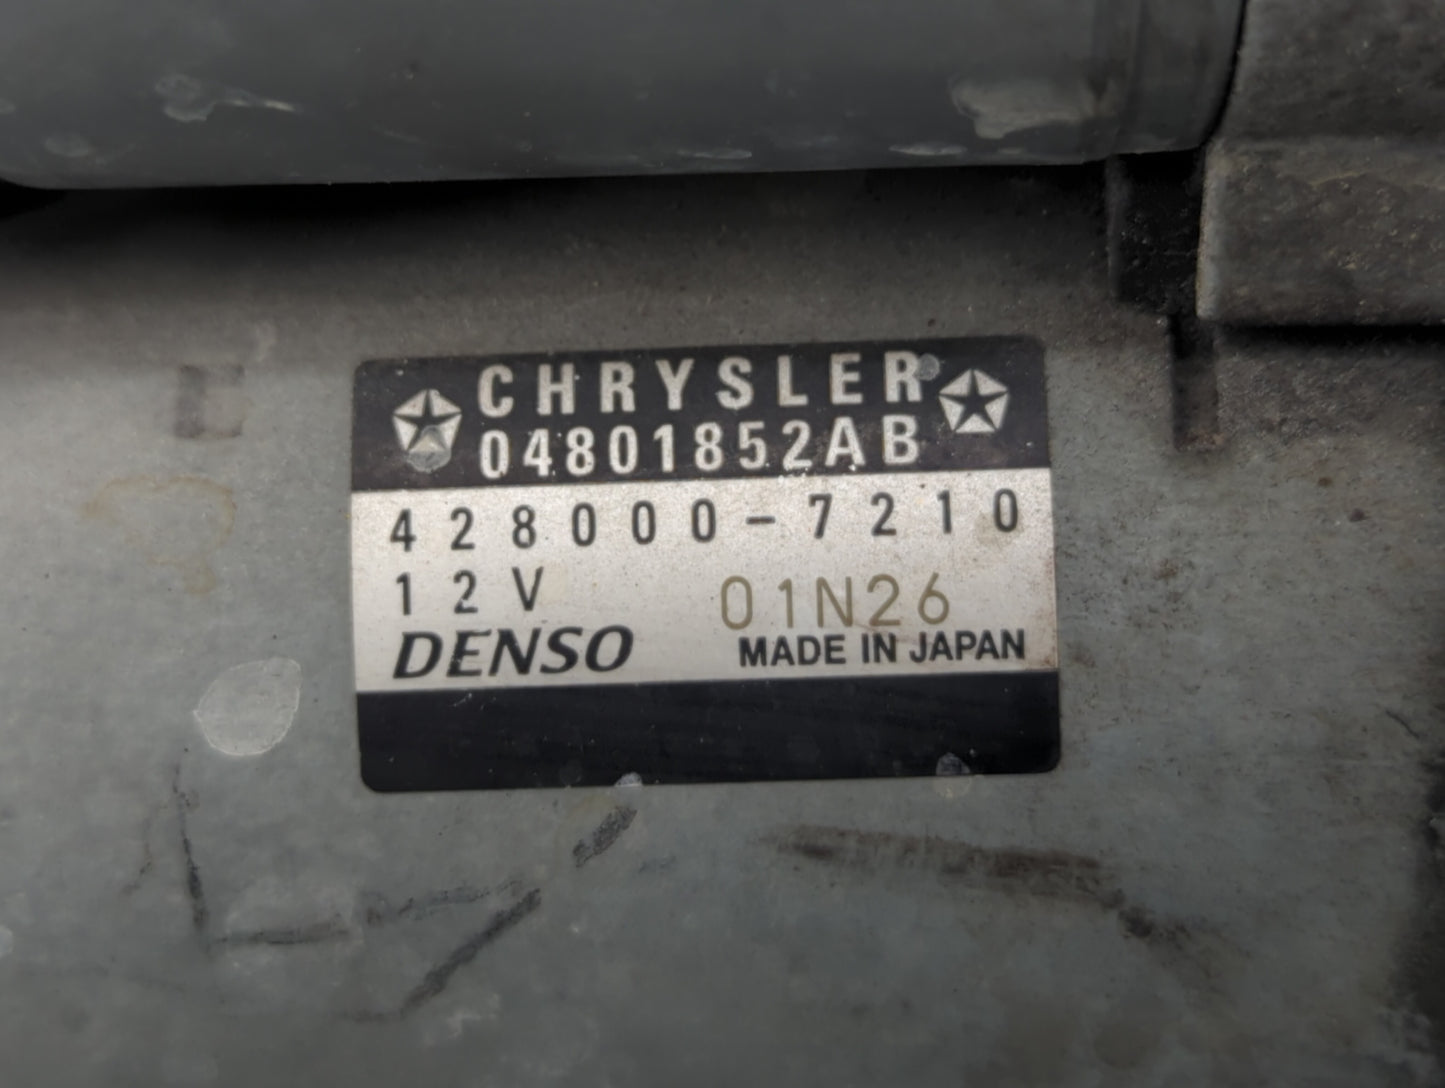 CHRYSLER
04801852AB
428000-7210
12V 01N26
DENSO MADE IN JAPAN